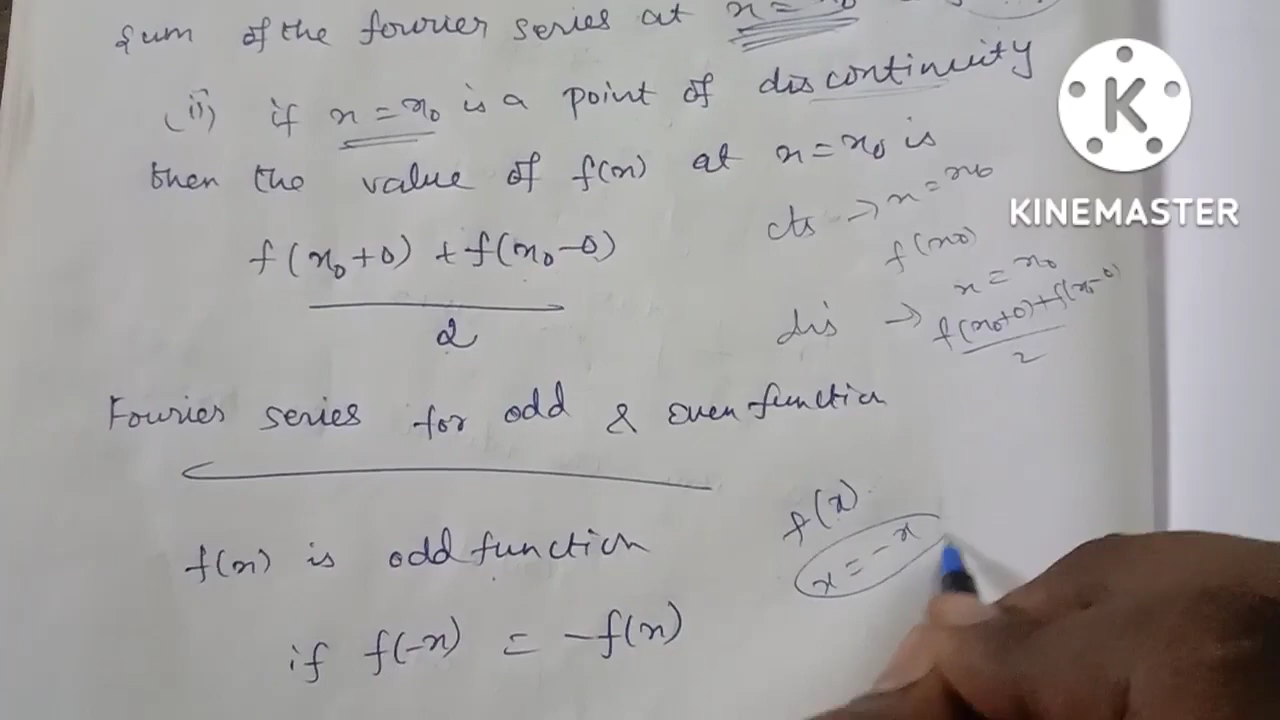 sum of the fourier series at x = x0
(ii) if x = x0 is a point of discontinuity
then the value of f(x) at x = x0 is
f(x0+0) + f(x0-0)
2
cts → x = x0
f(x0)
x = x0
dis → f(x0+0)+f(x0-0)
2
Fourier series for odd & even function
f(x) is odd function
if f(-x) = -f(x)
f(x)
x = -x
K
KINEMASTER